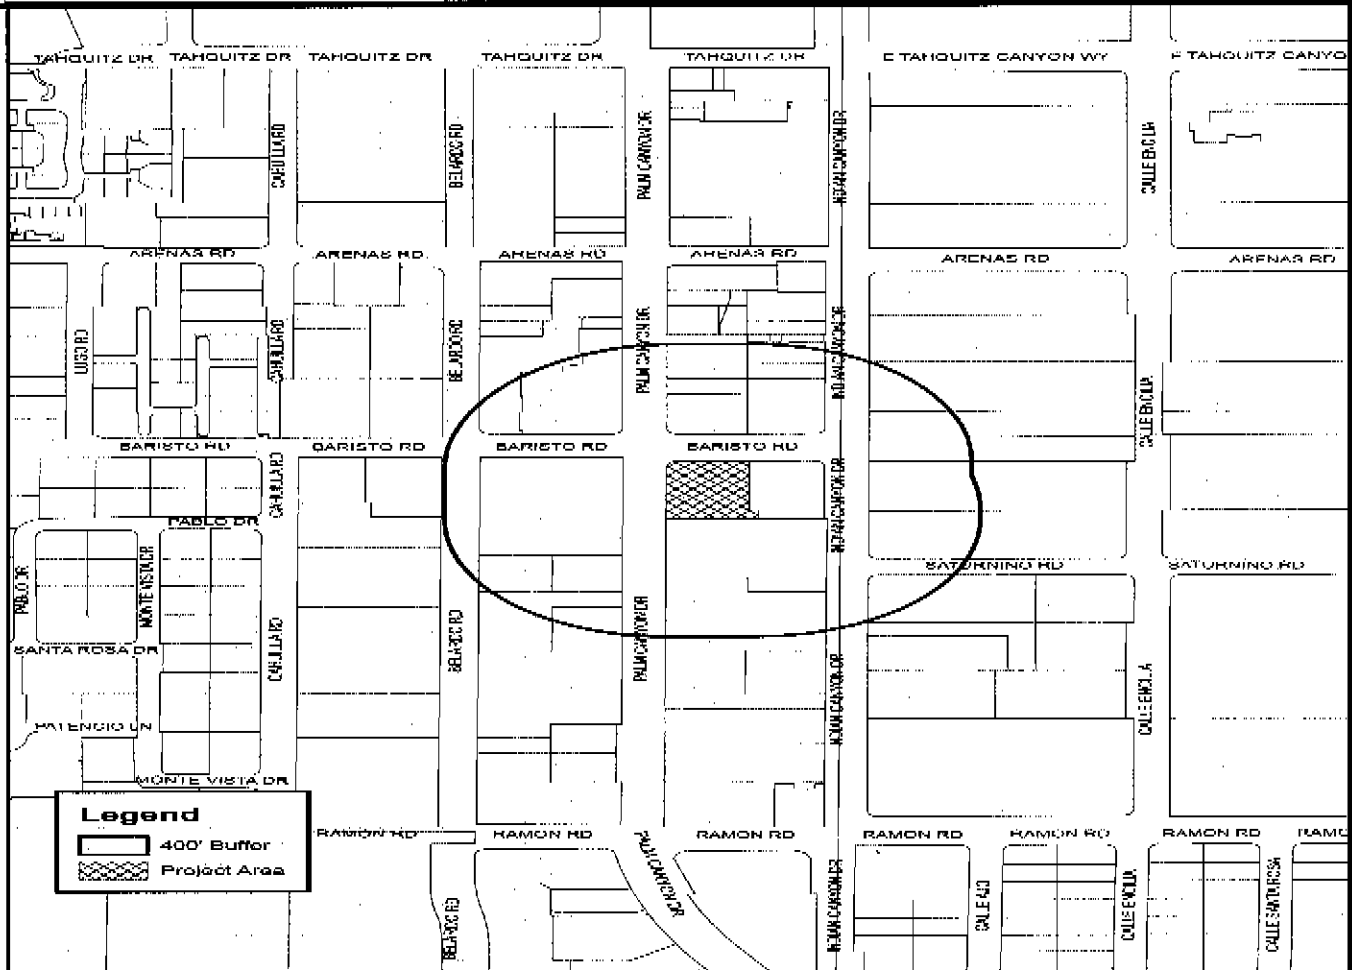 TAHQUITZ DR TAHQUITZ DR TAHQUITZ DR TAHQUITZ DR TAHQUITZ DR E TAHQUITZ CANYON WY E TAHQUITZ CANYO
CAHUILLA RD
BELARDO RD
PALM CANYON DR
INDIAN CANYON DR
CALLE ENCILIA
ARENAS RD ARENAS RD ARENAS RD ARENAS RD ARENAS RD ARENAS RD
LUGO RD
CAHUILLA RD
BELARDO RD
PALM CANYON DR
INDIAN CANYON DR
CALLE ENCILIA
BARISTO RD BARISTO RD BARISTO RD BARISTO RD
CAHUILLA RD
INDIAN CANYON DR
PABLO DR
PABLO DR
MONTE VISTA DR
SATURNINO RD SATURNINO RD
CAHUILLA RD
BELARDO RD
PALM CANYON DR
INDIAN CANYON DR
CALLE ENCILIA
SANTA ROSA DR
PATENCIO LN
MONTE VISTA DR
Legend
400' Buffer
Project Area
RAMON RD RAMON RD RAMON RD RAMON RD RAMON RD RAMON RD RAMO
BELARDO RD
PALM CANYON DR
INDIAN CANYON DR
CALLE AJO
CALLE ENCILIA
CALLE SANTA ROSA